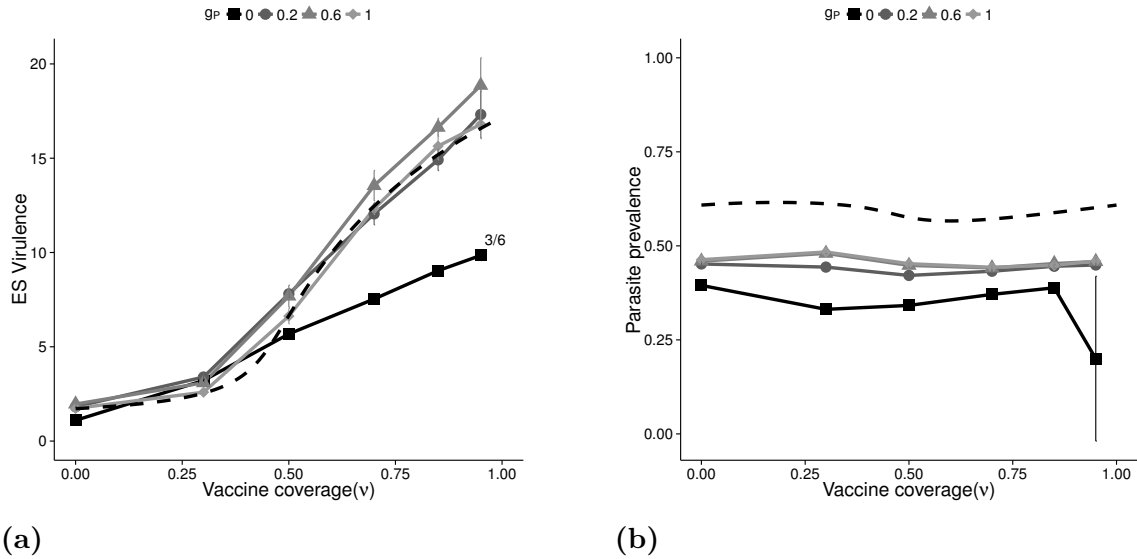 gP 0 0.2 0.6 1
20
15
10
5
0
ES Virulence
3/6
0.00 0.25 0.50 0.75 1.00
Vaccine coverage(ν)
(a)
gP 0 0.2 0.6 1
1.00
0.75
0.50
0.25
0.00
Parasite prevalence
0.00 0.25 0.50 0.75 1.00
Vaccine coverage(ν)
(b)